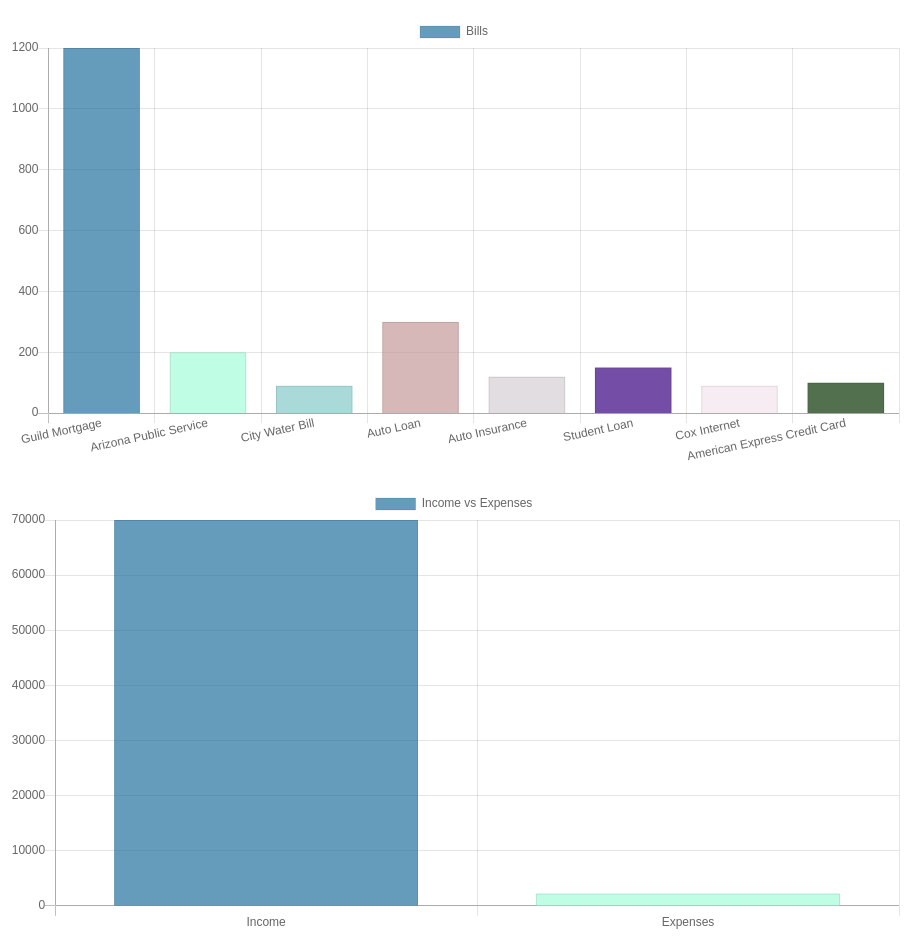 Bills
1200
1000
800
600
400
200
0
Guild Mortgage
Arizona Public Service
City Water Bill
Auto Loan
Auto Insurance
Student Loan
Cox Internet
American Express Credit Card
Income vs Expenses
70000
60000
50000
40000
30000
20000
10000
0
Income
Expenses